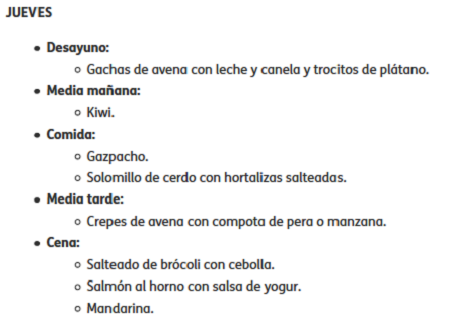 JUEVES
• Desayuno:
◦ Gachas de avena con leche y canela y trocitos de plátano.
• Media mañana:
◦ Kiwi.
• Comida:
◦ Gazpacho.
◦ Solomillo de cerdo con hortalizas salteadas.
• Media tarde:
◦ Crepes de avena con compota de pera o manzana.
• Cena:
◦ Salteado de brócoli con cebolla.
◦ Salmón al horno con salsa de yogur.
◦ Mandarina.